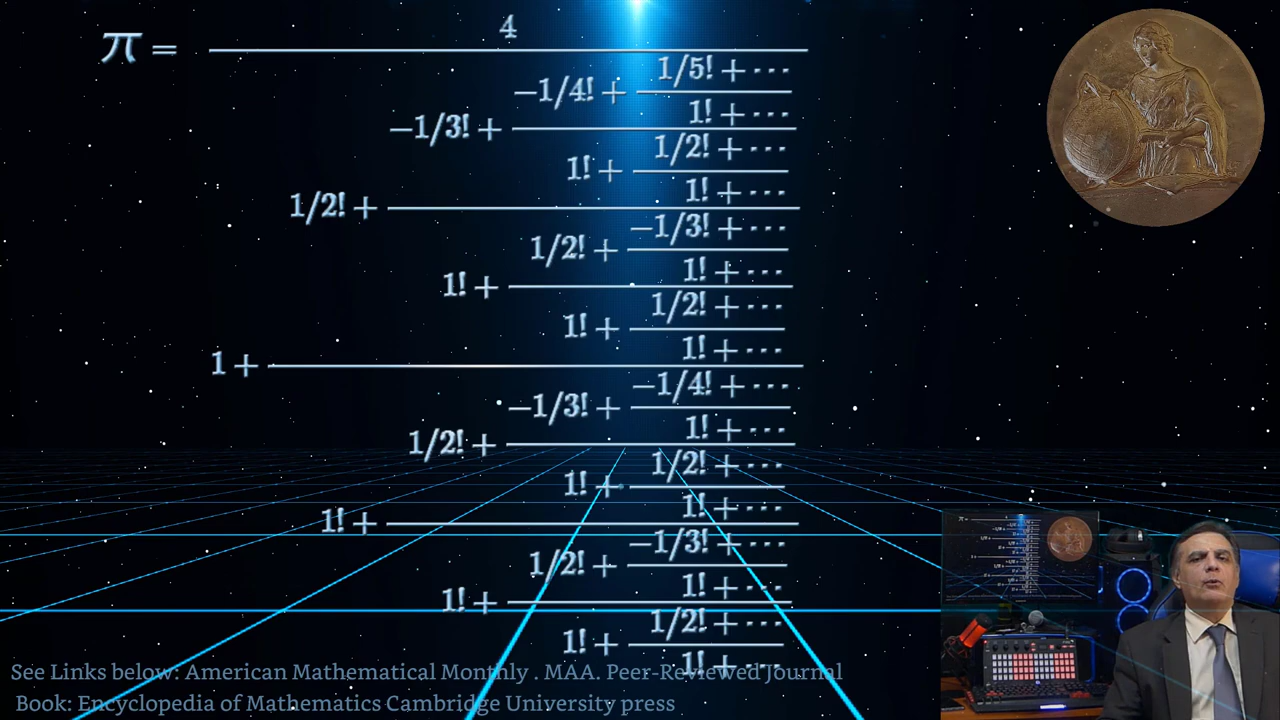 4
π =
1/5! + ⋯
−1/4! +
1! + ⋯
−1/3! +
1/2! + ⋯
1! +
1! + ⋯
1/2! +
−1/3! + ⋯
1/2! +
1! + ⋯
1! +
1/2! + ⋯
1! +
1! + ⋯
1 +
−1/4! + ⋯
−1/3! +
1! + ⋯
1/2! +
1/2! + ⋯
1! +
1! + ⋯
1! +
−1/3! + ⋯
1/2! +
1! + ⋯
1! +
1/2! + ⋯
1! +
1! + ⋯
See Links below: American Mathematical Monthly . MAA. Peer-Reviewed Journal
Book: Encyclopedia of Mathematics Cambridge University press